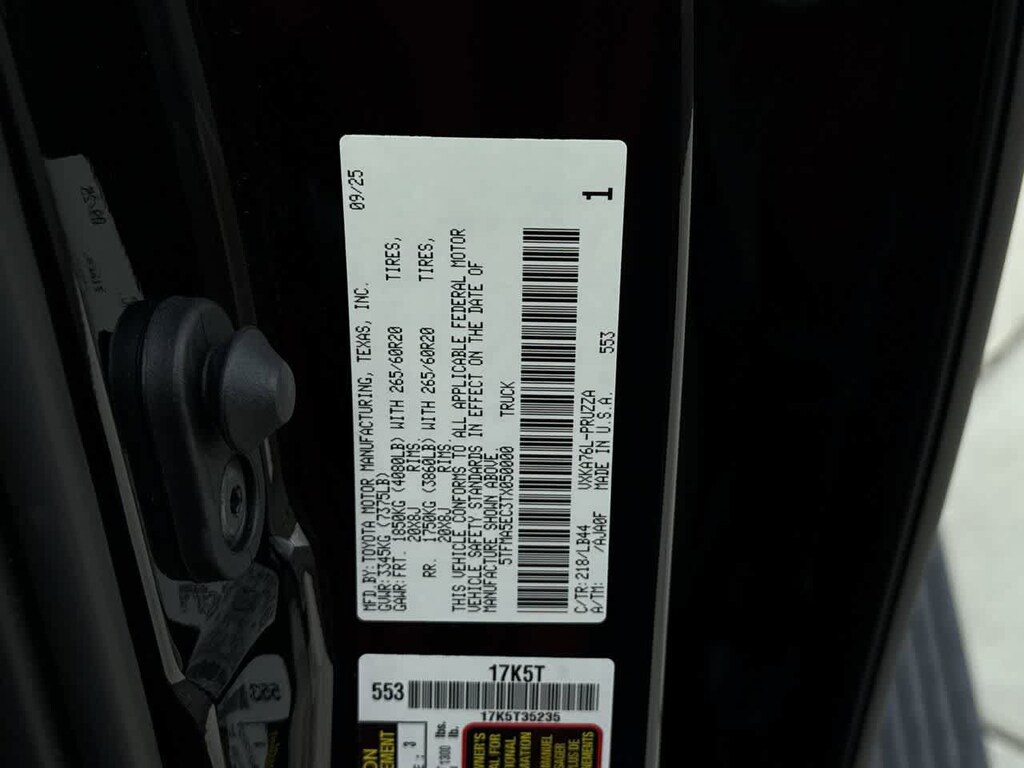 09/25
MFD.BY:TOYOTA MOTOR MANUFACTURING, TEXAS, INC.
GVWR:3345KG (7375LB)
GAWR:FRT. 1850KG (4080LB) WITH 265/60R20 TIRES,
20X8J RIMS.
RR. 1750KG (3860LB) WITH 265/60R20 TIRES,
20X8J RIMS.
THIS VEHICLE CONFORMS TO ALL APPLICABLE FEDERAL MOTOR
VEHICLE SAFETY STANDARDS IN EFFECT ON THE DATE OF
MANUFACTURE SHOWN ABOVE.
5TFMA5EC3TX050000 TRUCK
1
C/TR:218/LB44 VXKA76L-PRUZZA 553
A/TM: /AJA0F MADE IN U.S.A.
17K5T
553
17K5T35235